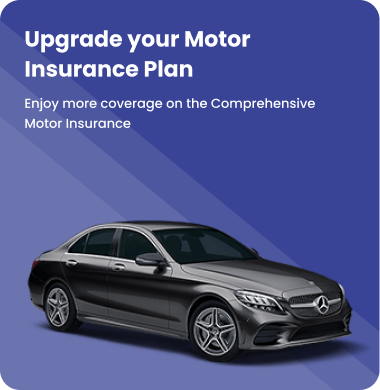 Upgrade your Motor
Insurance Plan
Enjoy more coverage on the Comprehensive
Motor Insurance